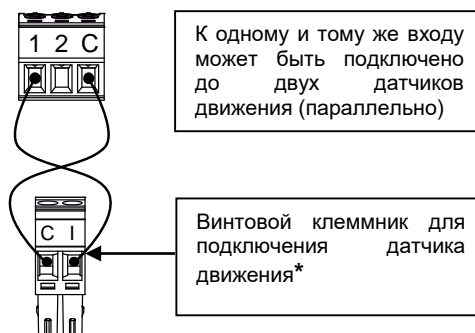 1 2 C
К одному и тому же входу
может быть подключено
до двух датчиков
движения (параллельно)
C I
Винтовой клеммник для
подключения датчика
движения*